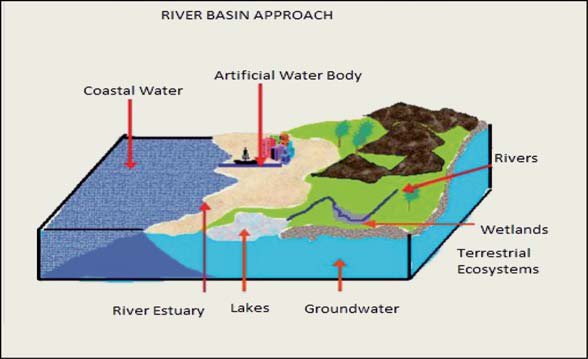 RIVER BASIN APPROACH
Artificial Water Body
Coastal Water
Rivers
Wetlands
Terrestrial
Ecosystems
River Estuary
Lakes
Groundwater